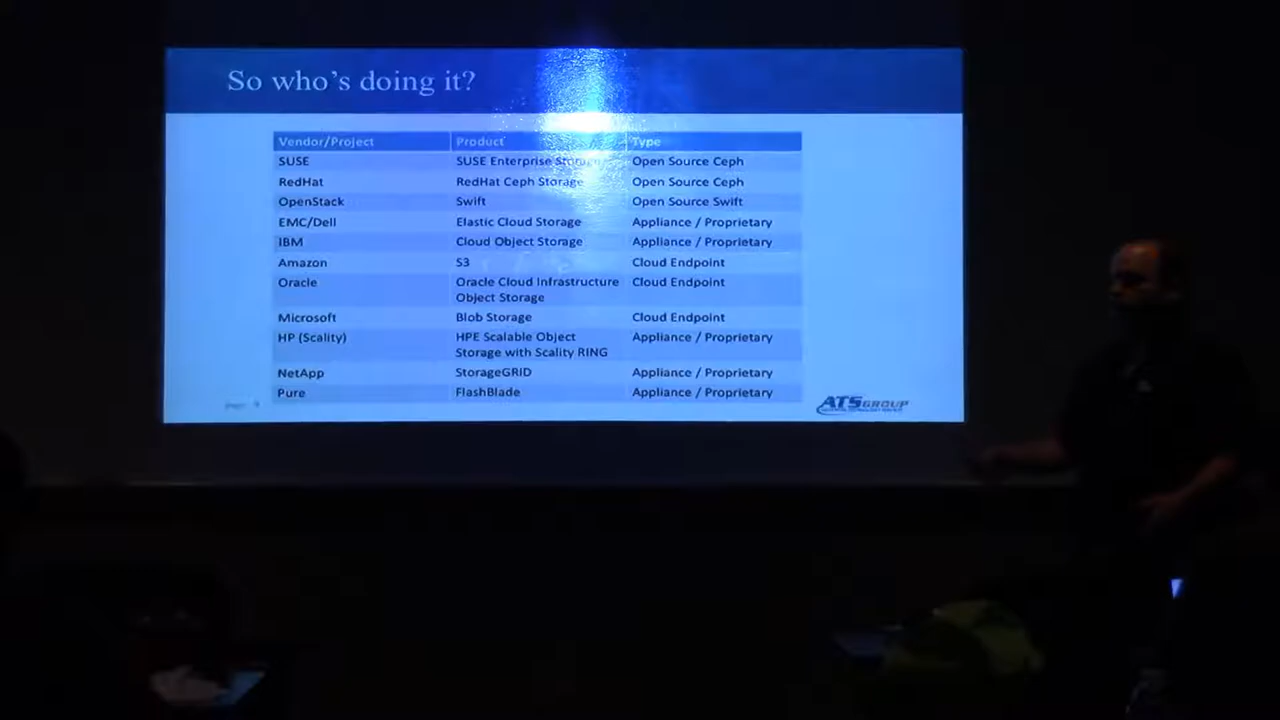 So who's doing it?
Vendor/Project Product Type
SUSE SUSE Enterprise Storage Open Source Ceph
RedHat RedHat Ceph Storage Open Source Ceph
OpenStack Swift Open Source Swift
EMC/Dell Elastic Cloud Storage Appliance / Proprietary
IBM Cloud Object Storage Appliance / Proprietary
Amazon S3 Cloud Endpoint
Oracle Oracle Cloud Infrastructure Cloud Endpoint
Object Storage
Microsoft Blob Storage Cloud Endpoint
HP (Scality) HPE Scalable Object Appliance / Proprietary
Storage with Scality RING
NetApp StorageGRID Appliance / Proprietary
Pure FlashBlade Appliance / Proprietary
ATSGROUP